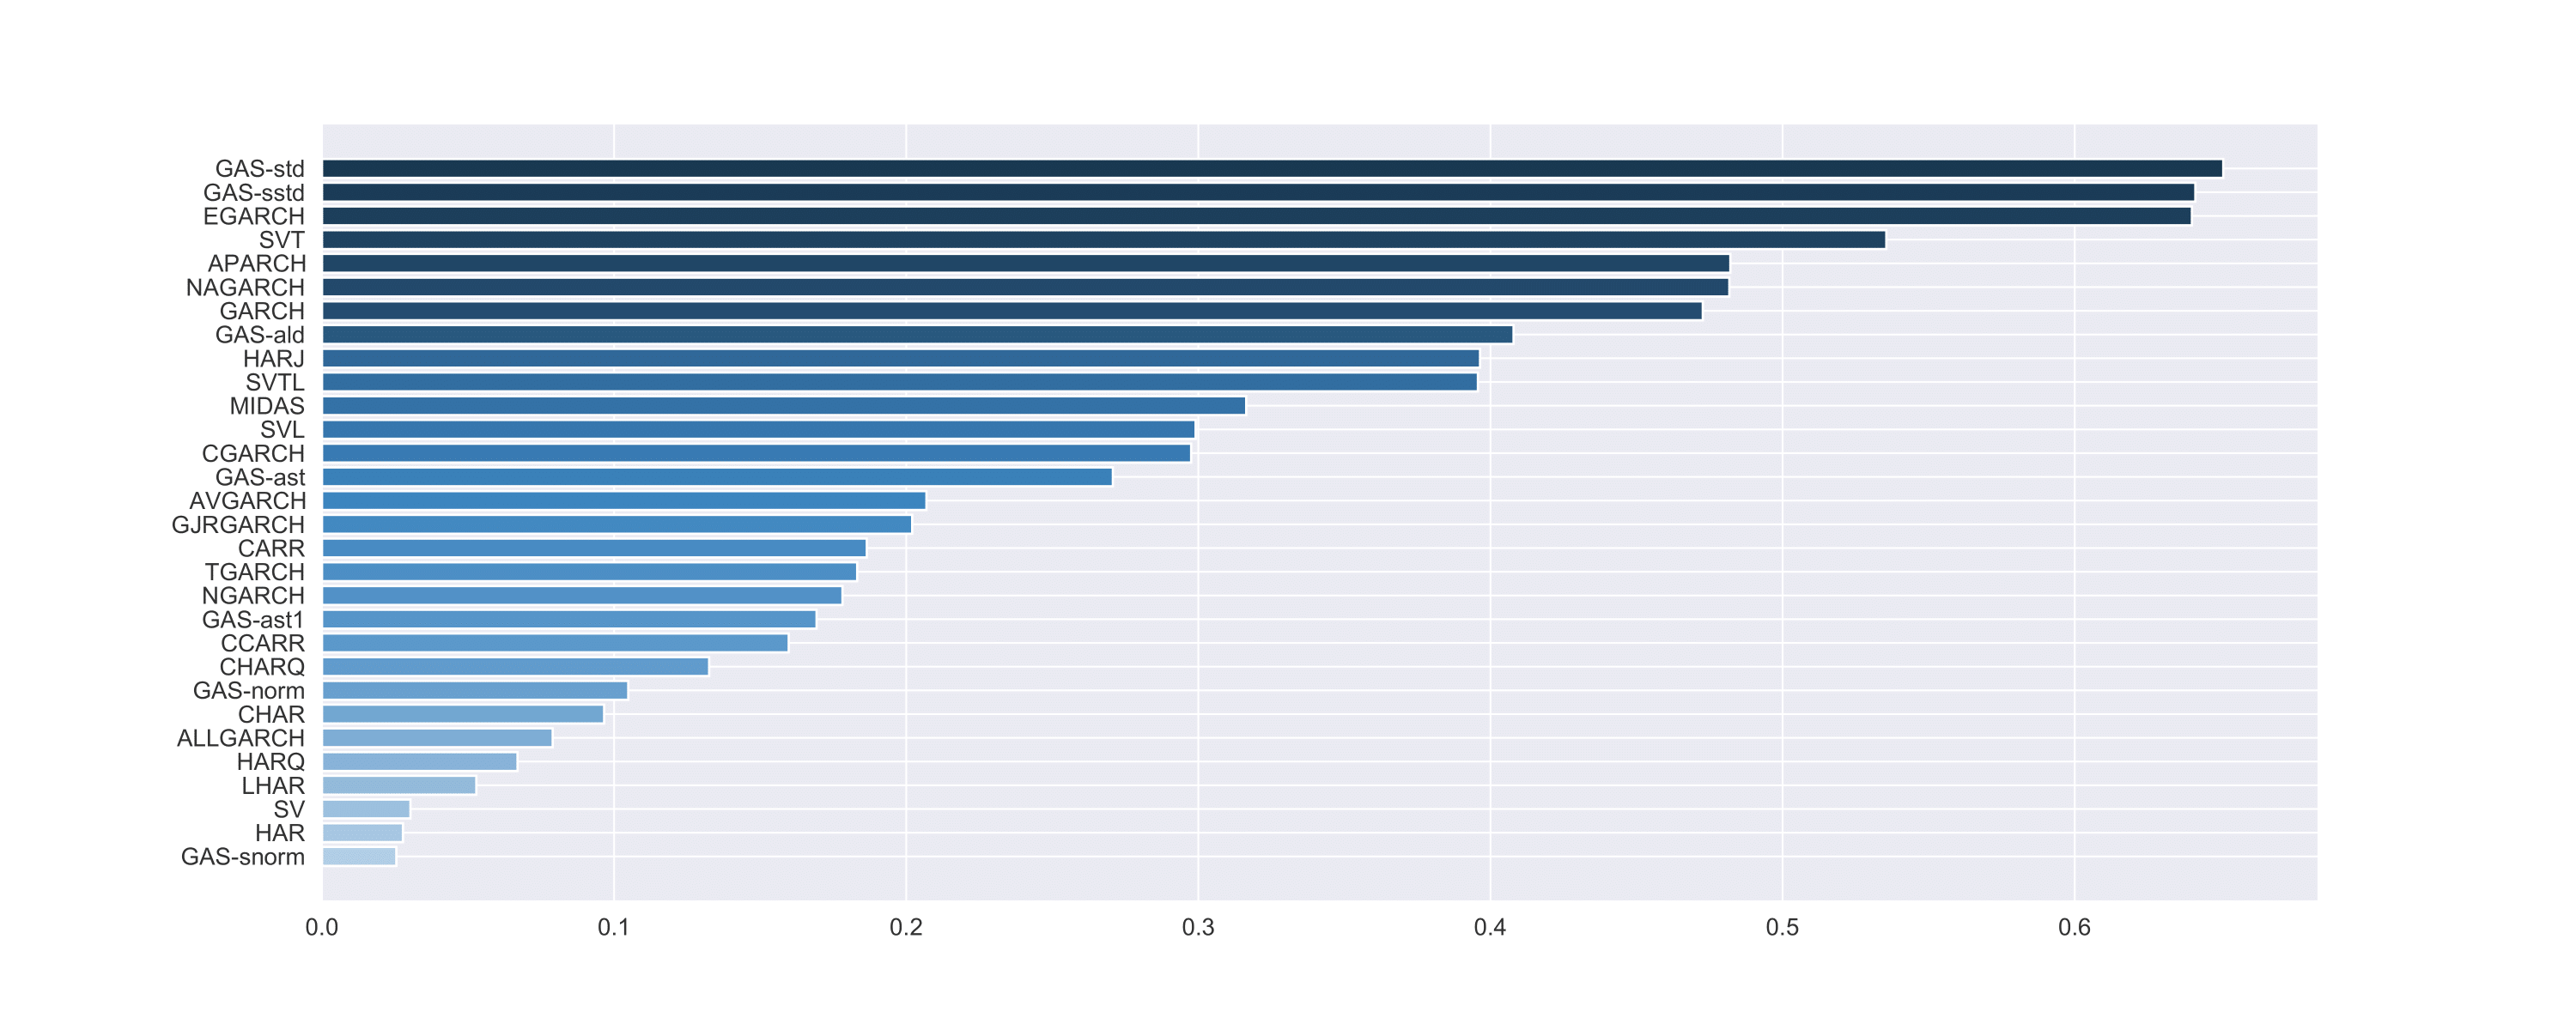 GAS-std
GAS-sstd
EGARCH
SVT
APARCH
NAGARCH
GARCH
GAS-ald
HARJ
SVTL
MIDAS
SVL
CGARCH
GAS-ast
AVGARCH
GJRGARCH
CARR
TGARCH
NGARCH
GAS-ast1
CCARR
CHARQ
GAS-norm
CHAR
ALLGARCH
HARQ
LHAR
SV
HAR
GAS-snorm
0.0 0.1 0.2 0.3 0.4 0.5 0.6